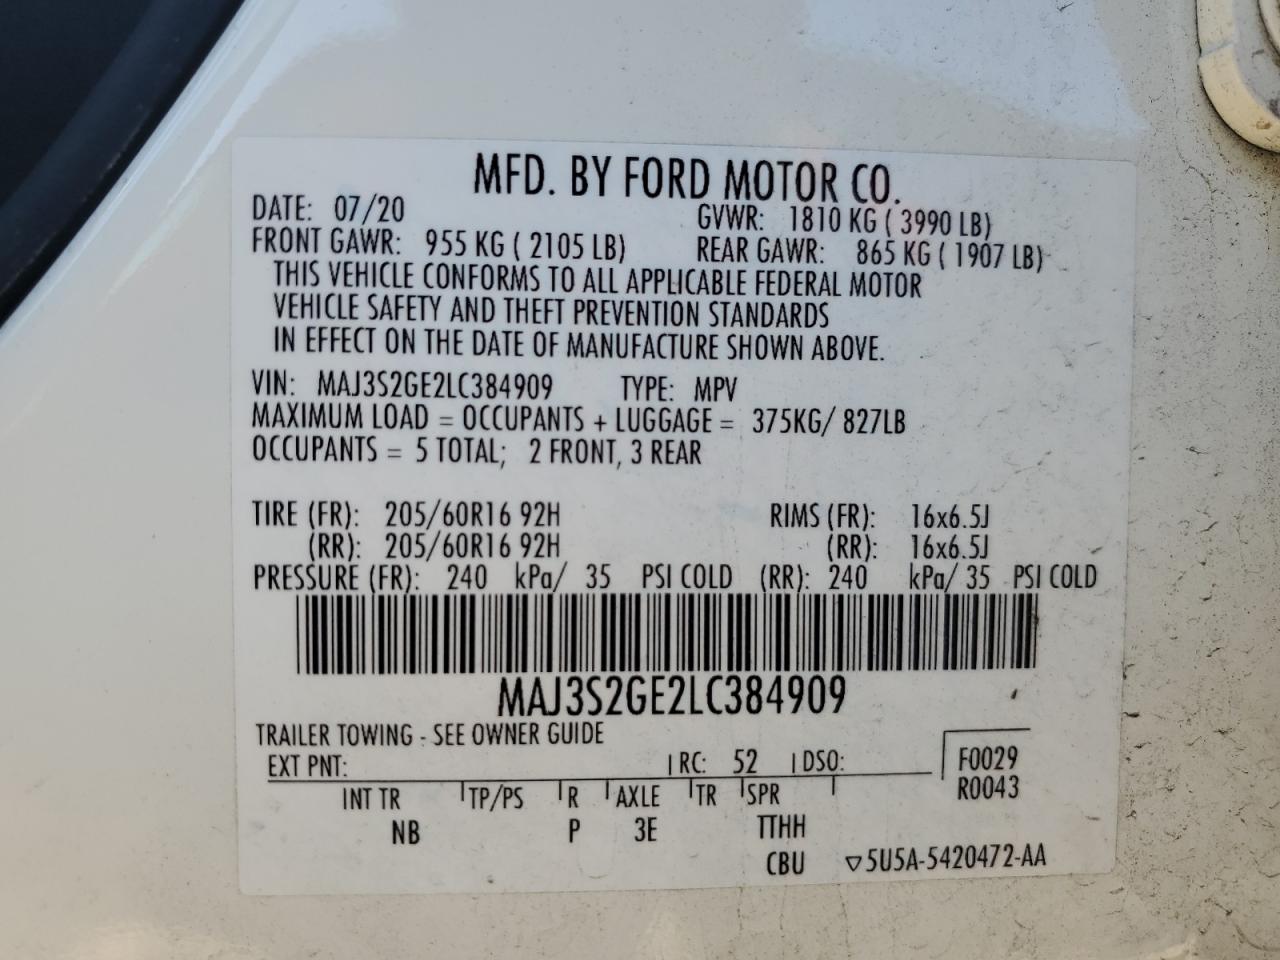 MFD. BY FORD MOTOR CO.
DATE: 07/20 GVWR: 1810 KG ( 3990 LB)
FRONT GAWR: 955 KG ( 2105 LB) REAR GAWR: 865 KG ( 1907 LB)
THIS VEHICLE CONFORMS TO ALL APPLICABLE FEDERAL MOTOR
VEHICLE SAFETY AND THEFT PREVENTION STANDARDS
IN EFFECT ON THE DATE OF MANUFACTURE SHOWN ABOVE.
VIN: MAJ3S2GE2LC384909 TYPE: MPV
MAXIMUM LOAD = OCCUPANTS + LUGGAGE = 375KG/ 827LB
OCCUPANTS = 5 TOTAL; 2 FRONT, 3 REAR
TIRE (FR): 205/60R16 92H RIMS (FR): 16x6.5J
(RR): 205/60R16 92H (RR): 16x6.5J
PRESSURE (FR): 240 kPa/ 35 PSI COLD (RR): 240 kPa/ 35 PSI COLD
MAJ3S2GE2LC384909
TRAILER TOWING - SEE OWNER GUIDE
EXT PNT: RC: 52 DSO: F0029
INT TR TP/PS R AXLE TR SPR R0043
NB P 3E TTHH
CBU ▽5U5A-5420472-AA